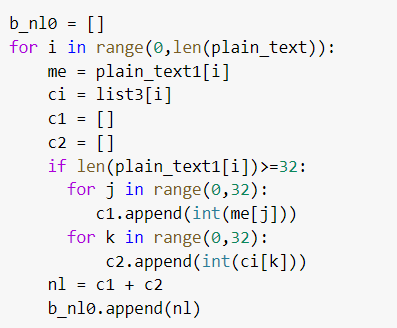 b_nl0 = []
for i in range(0,len(plain_text)):
    me = plain_text1[i]
    ci = list3[i]
    c1 = []
    c2 = []
    if len(plain_text1[i])>=32:
      for j in range(0,32):
         c1.append(int(me[j]))
      for k in range(0,32):
          c2.append(int(ci[k]))
    nl = c1 + c2
    b_nl0.append(nl)